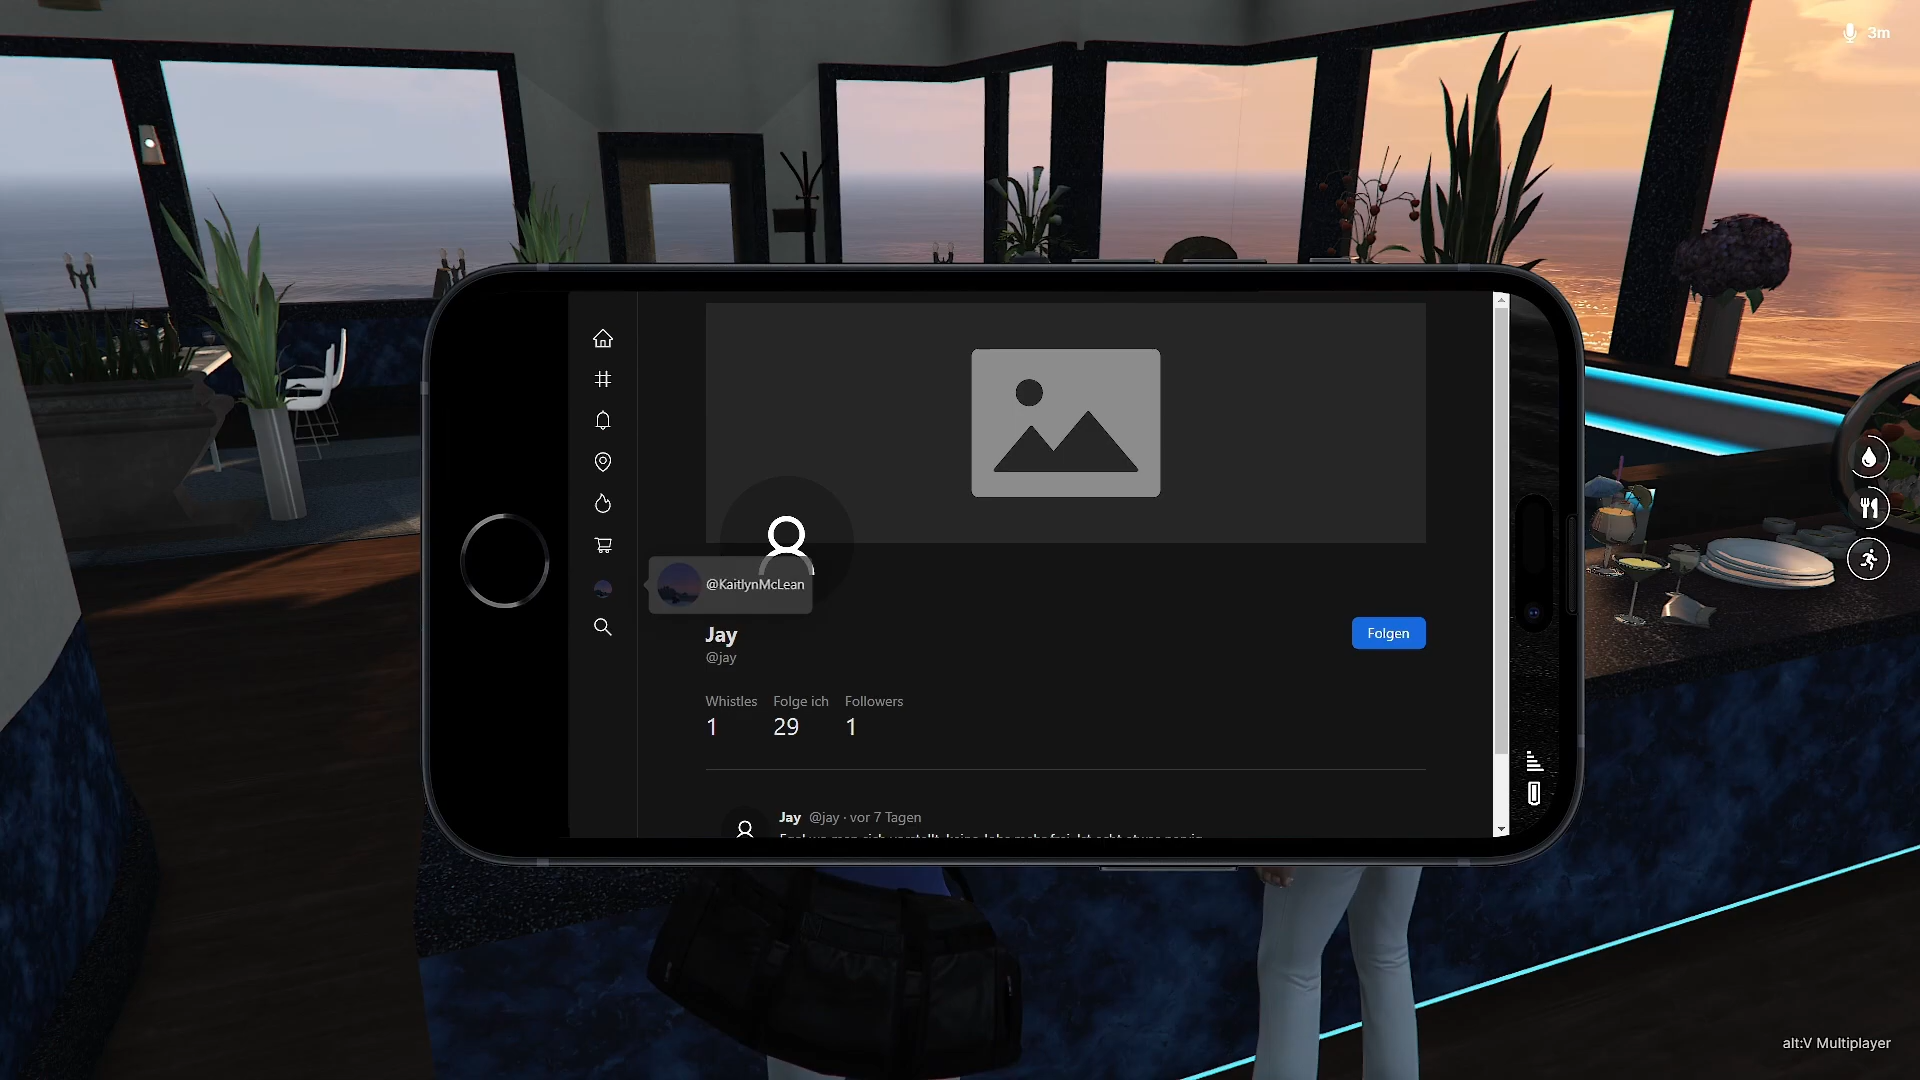 3m
@KaitlynMcLean
Jay
@jay
Folgen
Whistles Folge ich Followers
1 29 1
Jay @jay · vor 7 Tagen
alt:V Multiplayer